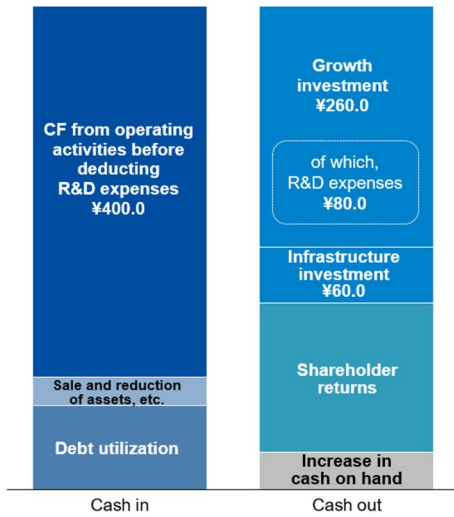 CF from operating
activities before
deducting
R&D expenses
¥400.0
Sale and reduction
of assets, etc.
Debt utilization
Cash in
Growth
investment
¥260.0
of which,
R&D expenses
¥80.0
Infrastructure
investment
¥60.0
Shareholder
returns
Increase in
cash on hand
Cash out